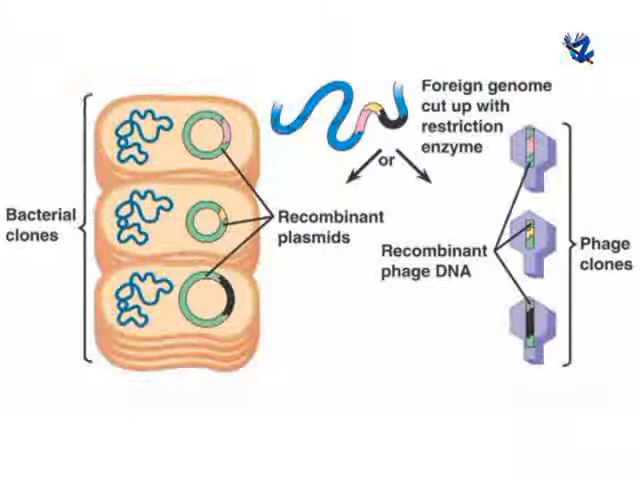 Foreign genome
cut up with
restriction
enzyme
or
Bacterial
clones
Recombinant
plasmids
Recombinant
phage DNA
Phage
clones